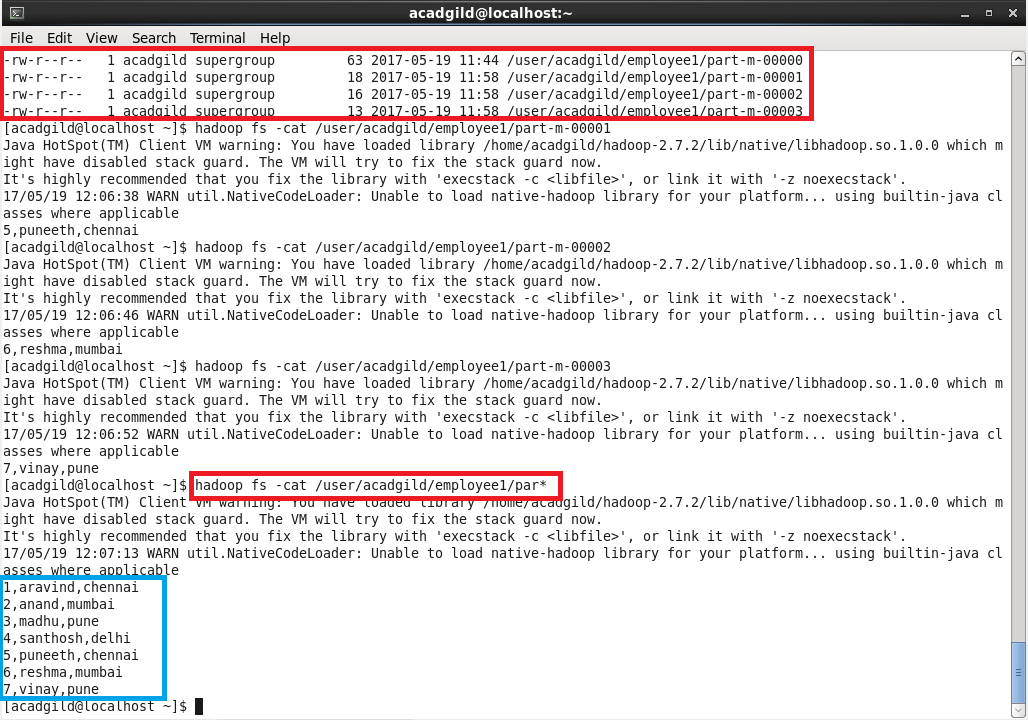 acadgild@localhost:~
File Edit View Search Terminal Help
-rw-r--r--   1 acadgild supergroup         63 2017-05-19 11:44 /user/acadgild/employee1/part-m-00000
-rw-r--r--   1 acadgild supergroup         18 2017-05-19 11:58 /user/acadgild/employee1/part-m-00001
-rw-r--r--   1 acadgild supergroup         16 2017-05-19 11:58 /user/acadgild/employee1/part-m-00002
-rw-r--r--   1 acadgild supergroup         13 2017-05-19 11:58 /user/acadgild/employee1/part-m-00003
[acadgild@localhost ~]$ hadoop fs -cat /user/acadgild/employee1/part-m-00001
Java HotSpot(TM) Client VM warning: You have loaded library /home/acadgild/hadoop-2.7.2/lib/native/libhadoop.so.1.0.0 which m
ight have disabled stack guard. The VM will try to fix the stack guard now.
It's highly recommended that you fix the library with 'execstack -c <libfile>', or link it with '-z noexecstack'.
17/05/19 12:06:38 WARN util.NativeCodeLoader: Unable to load native-hadoop library for your platform... using builtin-java cl
asses where applicable
5,puneeth,chennai
[acadgild@localhost ~]$ hadoop fs -cat /user/acadgild/employee1/part-m-00002
Java HotSpot(TM) Client VM warning: You have loaded library /home/acadgild/hadoop-2.7.2/lib/native/libhadoop.so.1.0.0 which m
ight have disabled stack guard. The VM will try to fix the stack guard now.
It's highly recommended that you fix the library with 'execstack -c <libfile>', or link it with '-z noexecstack'.
17/05/19 12:06:46 WARN util.NativeCodeLoader: Unable to load native-hadoop library for your platform... using builtin-java cl
asses where applicable
6,reshma,mumbai
[acadgild@localhost ~]$ hadoop fs -cat /user/acadgild/employee1/part-m-00003
Java HotSpot(TM) Client VM warning: You have loaded library /home/acadgild/hadoop-2.7.2/lib/native/libhadoop.so.1.0.0 which m
ight have disabled stack guard. The VM will try to fix the stack guard now.
It's highly recommended that you fix the library with 'execstack -c <libfile>', or link it with '-z noexecstack'.
17/05/19 12:06:52 WARN util.NativeCodeLoader: Unable to load native-hadoop library for your platform... using builtin-java cl
asses where applicable
7,vinay,pune
[acadgild@localhost ~]$ hadoop fs -cat /user/acadgild/employee1/par*
Java HotSpot(TM) Client VM warning: You have loaded library /home/acadgild/hadoop-2.7.2/lib/native/libhadoop.so.1.0.0 which m
ight have disabled stack guard. The VM will try to fix the stack guard now.
It's highly recommended that you fix the library with 'execstack -c <libfile>', or link it with '-z noexecstack'.
17/05/19 12:07:13 WARN util.NativeCodeLoader: Unable to load native-hadoop library for your platform... using builtin-java cl
asses where applicable
1,aravind,chennai
2,anand,mumbai
3,madhu,pune
4,santhosh,delhi
5,puneeth,chennai
6,reshma,mumbai
7,vinay,pune
[acadgild@localhost ~]$